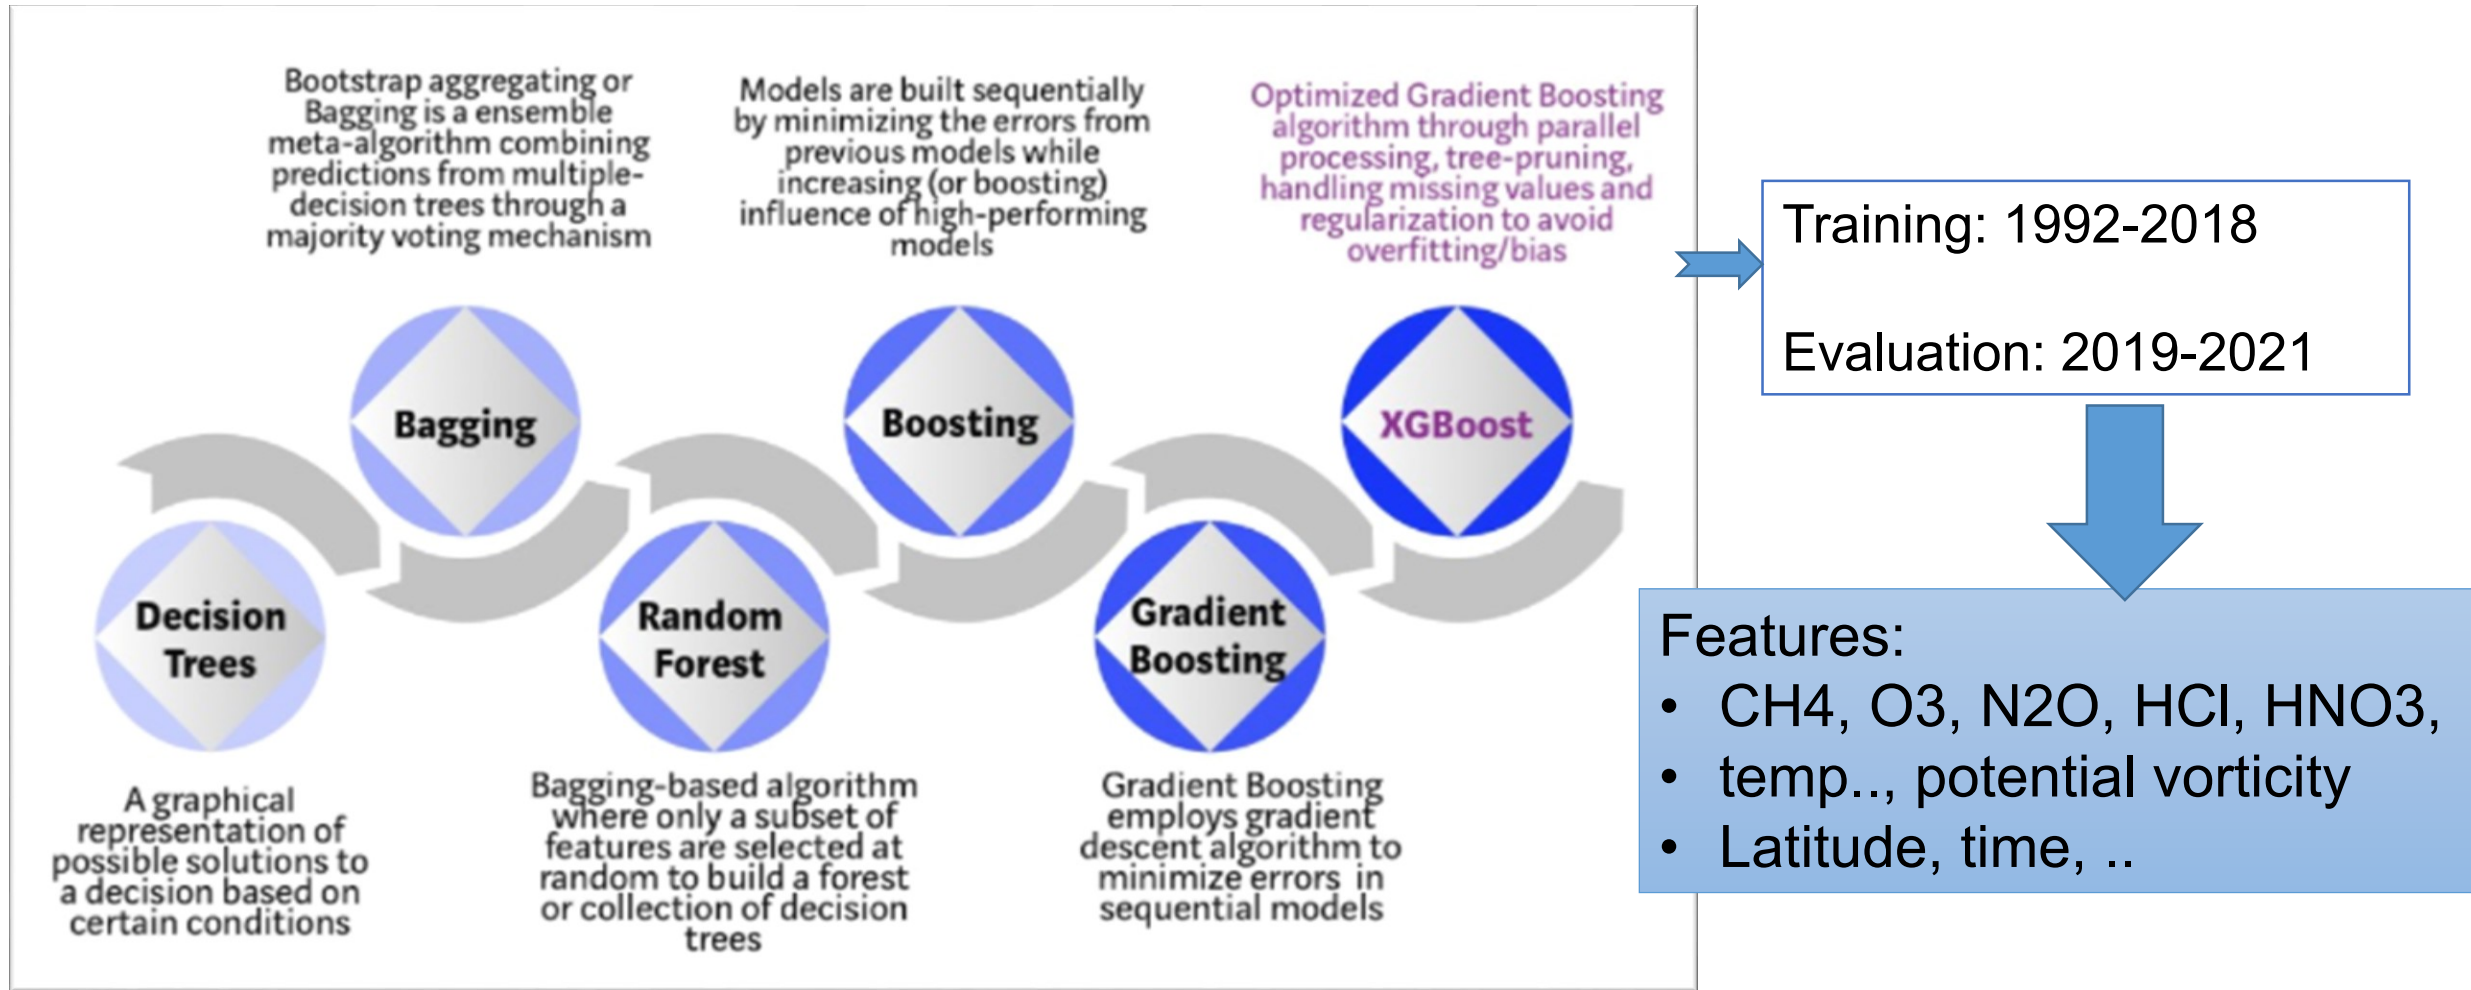 Bootstrap aggregating or
Bagging is a ensemble
meta-algorithm combining
predictions from multiple-
decision trees through a
majority voting mechanism
Models are built sequentially
by minimizing the errors from
previous models while
increasing (or boosting)
influence of high-performing
models
Optimized Gradient Boosting
algorithm through parallel
processing, tree-pruning,
handling missing values and
regularization to avoid
overfitting/bias
Bagging
Boosting
XGBoost
Decision
Trees
Random
Forest
Gradient
Boosting
A graphical
representation of
possible solutions to
a decision based on
certain conditions
Bagging-based algorithm
where only a subset of
features are selected at
random to build a forest
or collection of decision
trees
Gradient Boosting
employs gradient
descent algorithm to
minimize errors in
sequential models
Training: 1992-2018
Evaluation: 2019-2021
Features:
• CH4, O3, N2O, HCl, HNO3,
• temp.., potential vorticity
• Latitude, time, ..